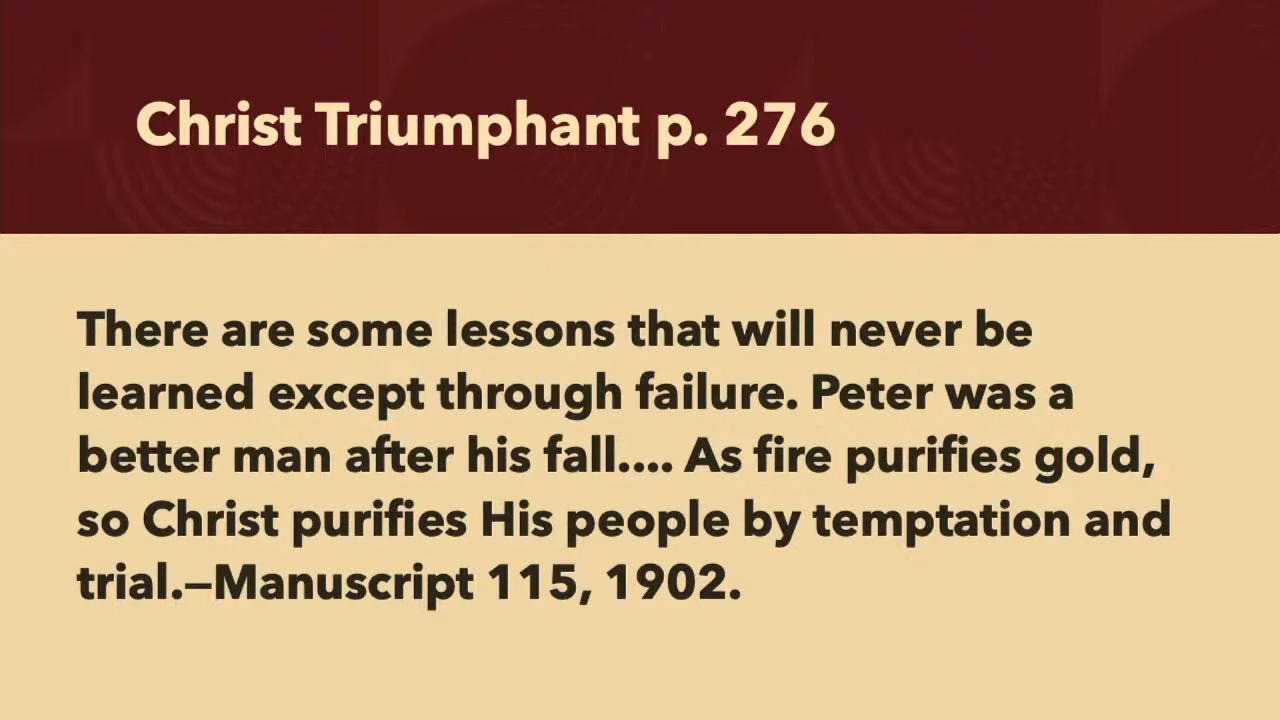 Christ Triumphant p. 276
There are some lessons that will never be
learned except through failure. Peter was a
better man after his fall.... As fire purifies gold,
so Christ purifies His people by temptation and
trial.—Manuscript 115, 1902.